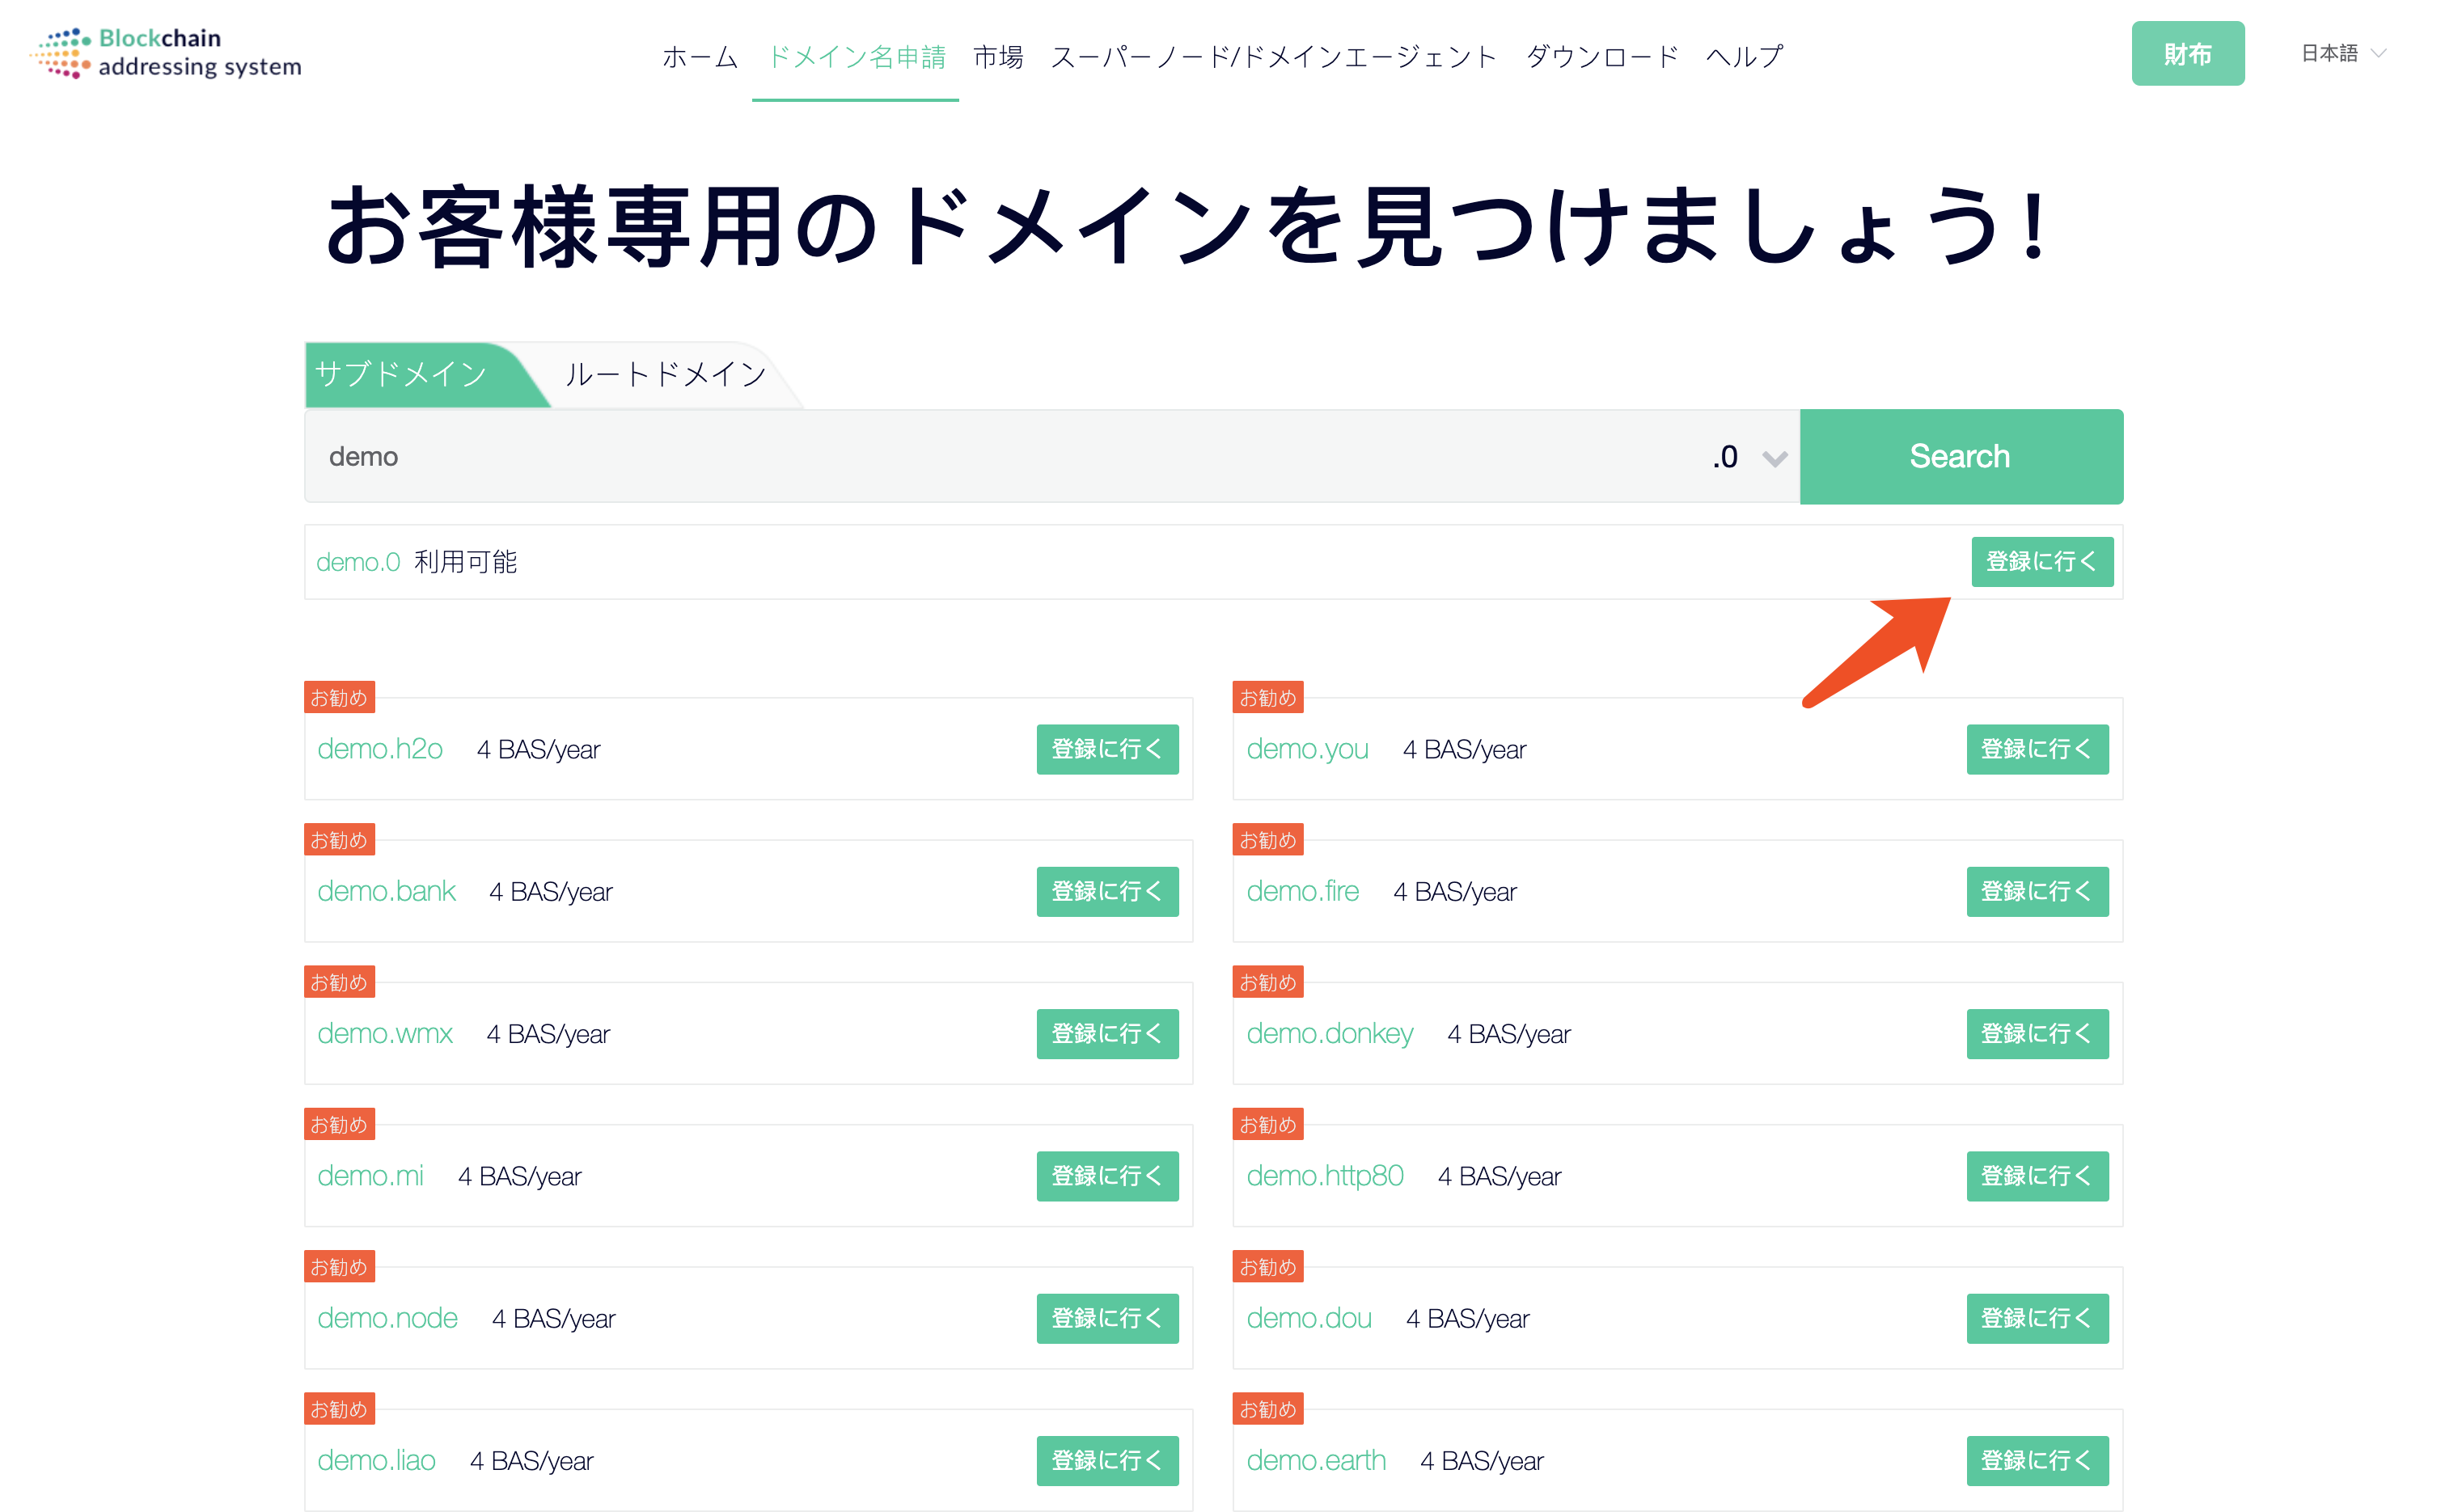 Blockchain
addressing system
ホーム ドメイン名申請 市場 スーパーノード/ドメインエージェント ダウンロード ヘルプ
財布
日本語
お客様専用のドメインを見つけましょう!
サブドメイン ルートドメイン
demo .0 Search
demo.0 利用可能 登録に行く
お勧め
demo.h2o 4 BAS/year 登録に行く
お勧め
demo.you 4 BAS/year 登録に行く
お勧め
demo.bank 4 BAS/year 登録に行く
お勧め
demo.fire 4 BAS/year 登録に行く
お勧め
demo.wmx 4 BAS/year 登録に行く
お勧め
demo.donkey 4 BAS/year 登録に行く
お勧め
demo.mi 4 BAS/year 登録に行く
お勧め
demo.http80 4 BAS/year 登録に行く
お勧め
demo.node 4 BAS/year 登録に行く
お勧め
demo.dou 4 BAS/year 登録に行く
お勧め
demo.liao 4 BAS/year 登録に行く
お勧め
demo.earth 4 BAS/year 登録に行く